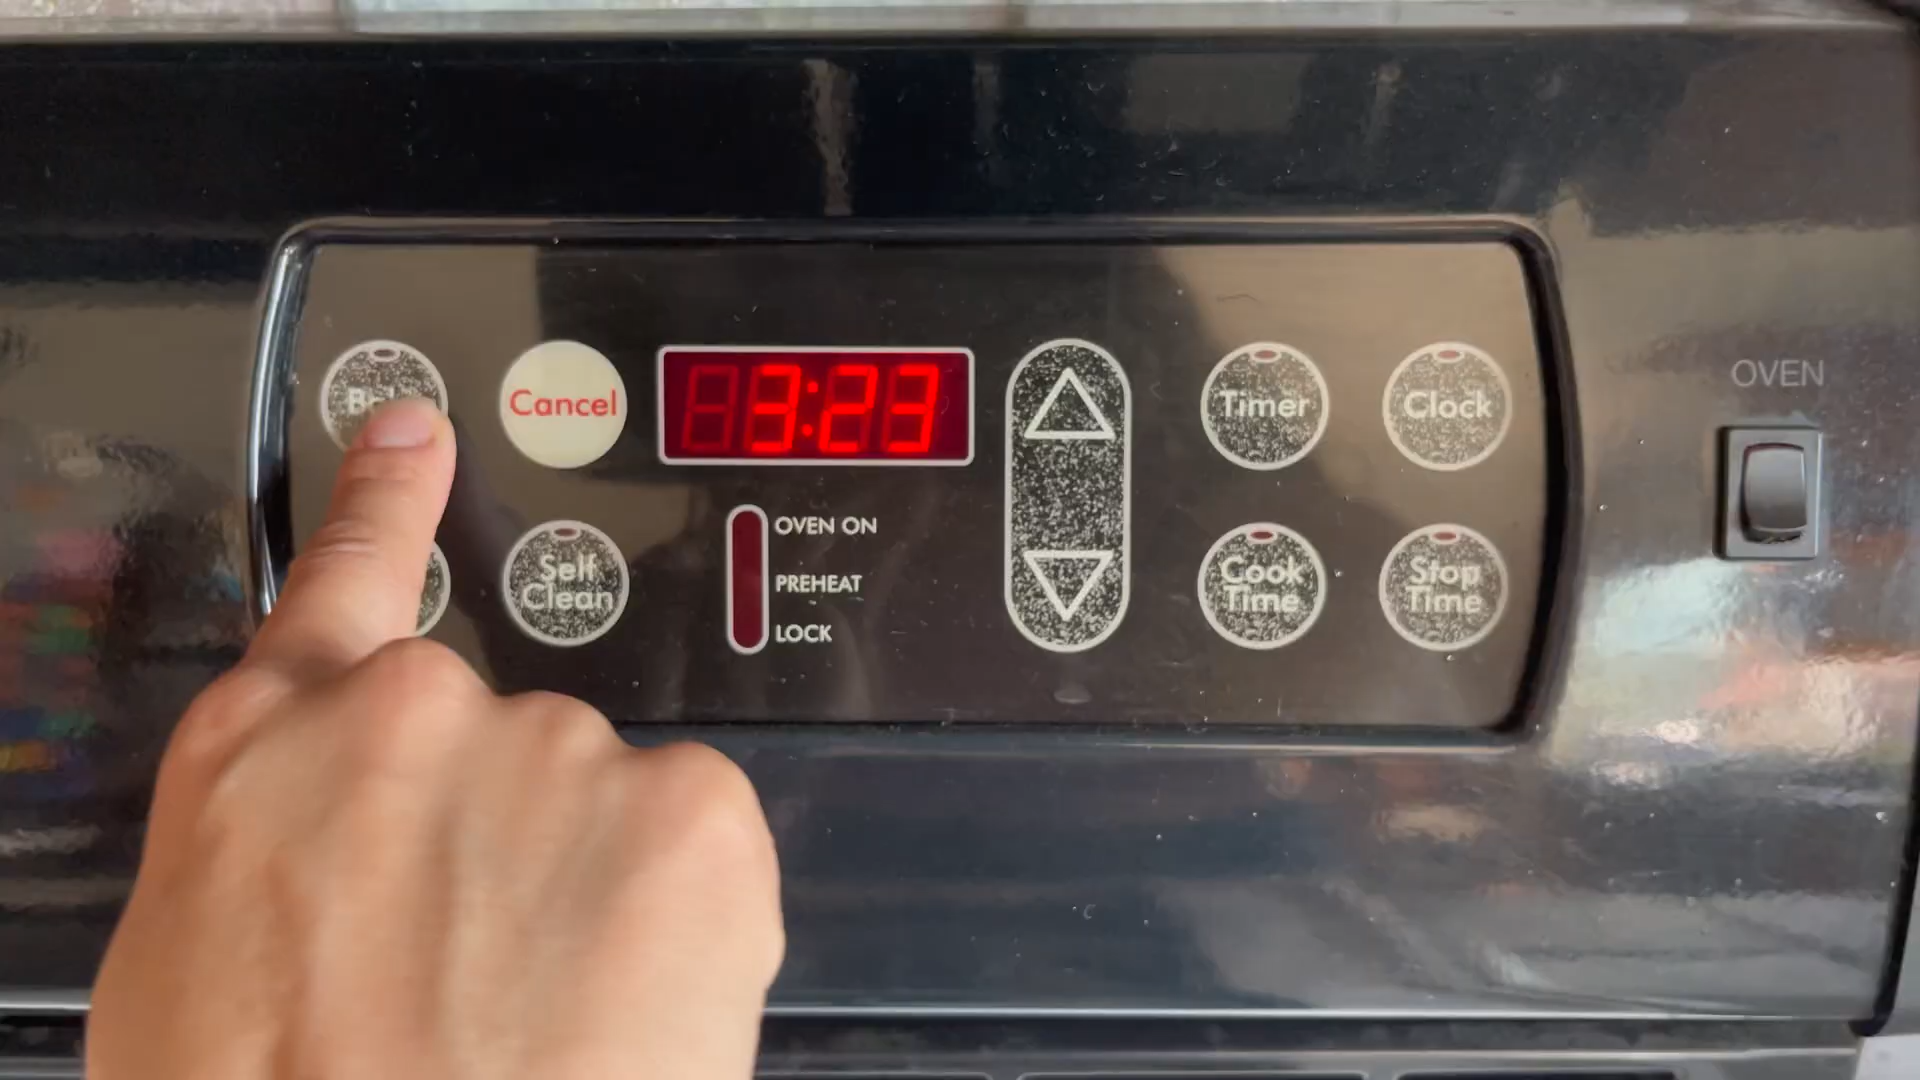 Cancel
3:23
Timer
Clock
OVEN
Self
Clean
OVEN ON
PREHEAT
LOCK
Cook
Time
Stop
Time